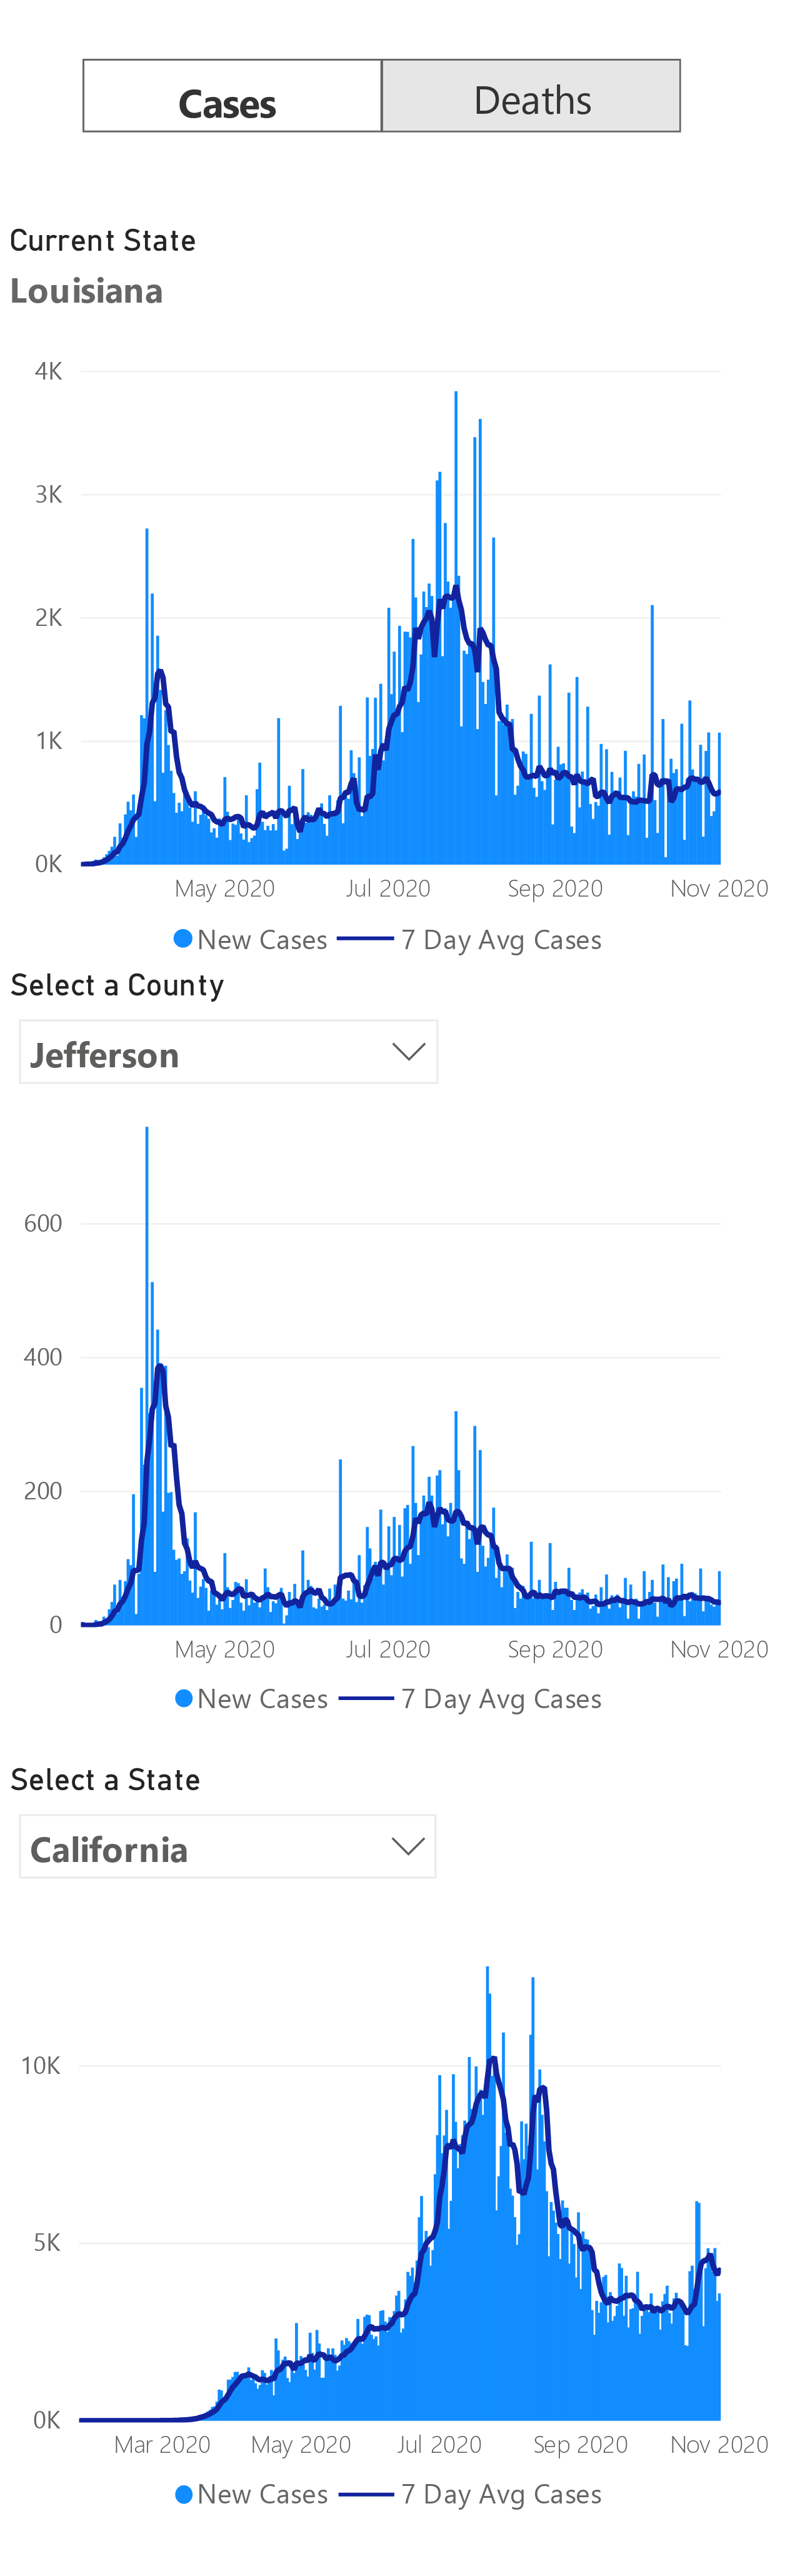 Cases Deaths
Current State
Louisiana
4K
3K
2K
1K
0K
May 2020 Jul 2020 Sep 2020 Nov 2020
New Cases 7 Day Avg Cases
Select a County
Jefferson
600
400
200
0
May 2020 Jul 2020 Sep 2020 Nov 2020
New Cases 7 Day Avg Cases
Select a State
California
10K
5K
0K
Mar 2020 May 2020 Jul 2020 Sep 2020 Nov 2020
New Cases 7 Day Avg Cases